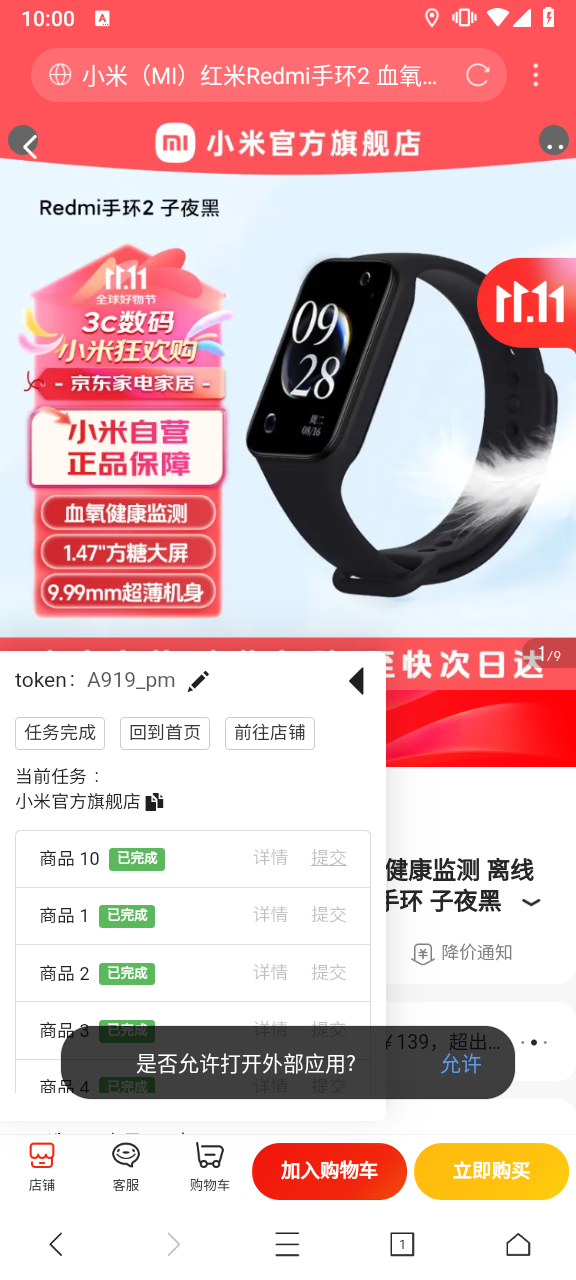 10:00
A
小米（MI）红米Redmi手环2 血氧...
小米官方旗舰店
Redmi手环2 子夜黑
11.11
全球好物节
3c数码
小米狂欢购
- 京东家电家居 -
小米自营
正品保障
血氧健康监测
1.47"方糖大屏
9.99mm超薄机身
09
28
周二
08/16
11.11
至快次日达
1/9
token： A919_pm
任务完成 回到首页 前往店铺
当前任务：
小米官方旗舰店
商品 10 已完成 详情 提交
商品 1 已完成 详情 提交
商品 2 已完成 详情 提交
商品 3 已完成 详情 提交
商品 4 已完成 详情 提交
健康监测 离线
手环 子夜黑
降价通知
¥139，超出...
是否允许打开外部应用? 允许
店铺 客服 购物车 加入购物车 立即购买
1